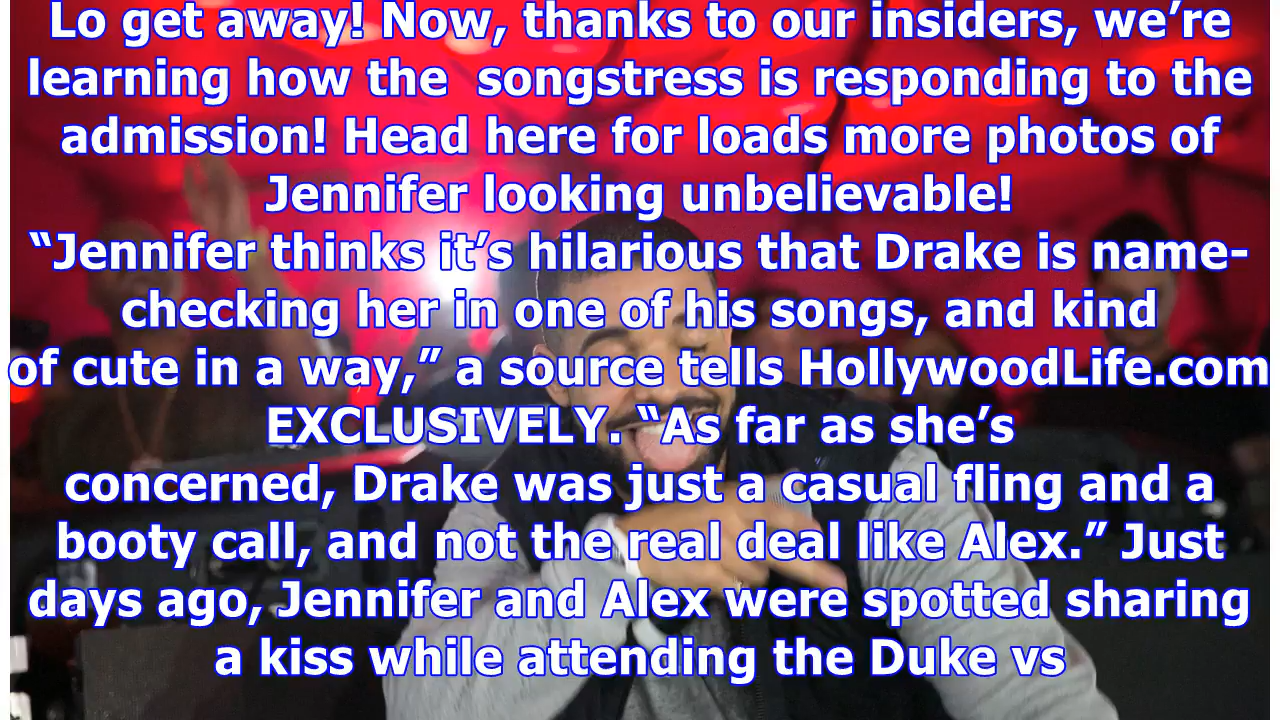 Lo get away! Now, thanks to our insiders, we’re
learning how the  songstress is responding to the
admission! Head here for loads more photos of
Jennifer looking unbelievable!
“Jennifer thinks it’s hilarious that Drake is name-
checking her in one of his songs, and kind
of cute in a way,” a source tells HollywoodLife.com
EXCLUSIVELY. “As far as she’s
concerned, Drake was just a casual fling and a
booty call, and not the real deal like Alex.” Just
days ago, Jennifer and Alex were spotted sharing
a kiss while attending the Duke vs